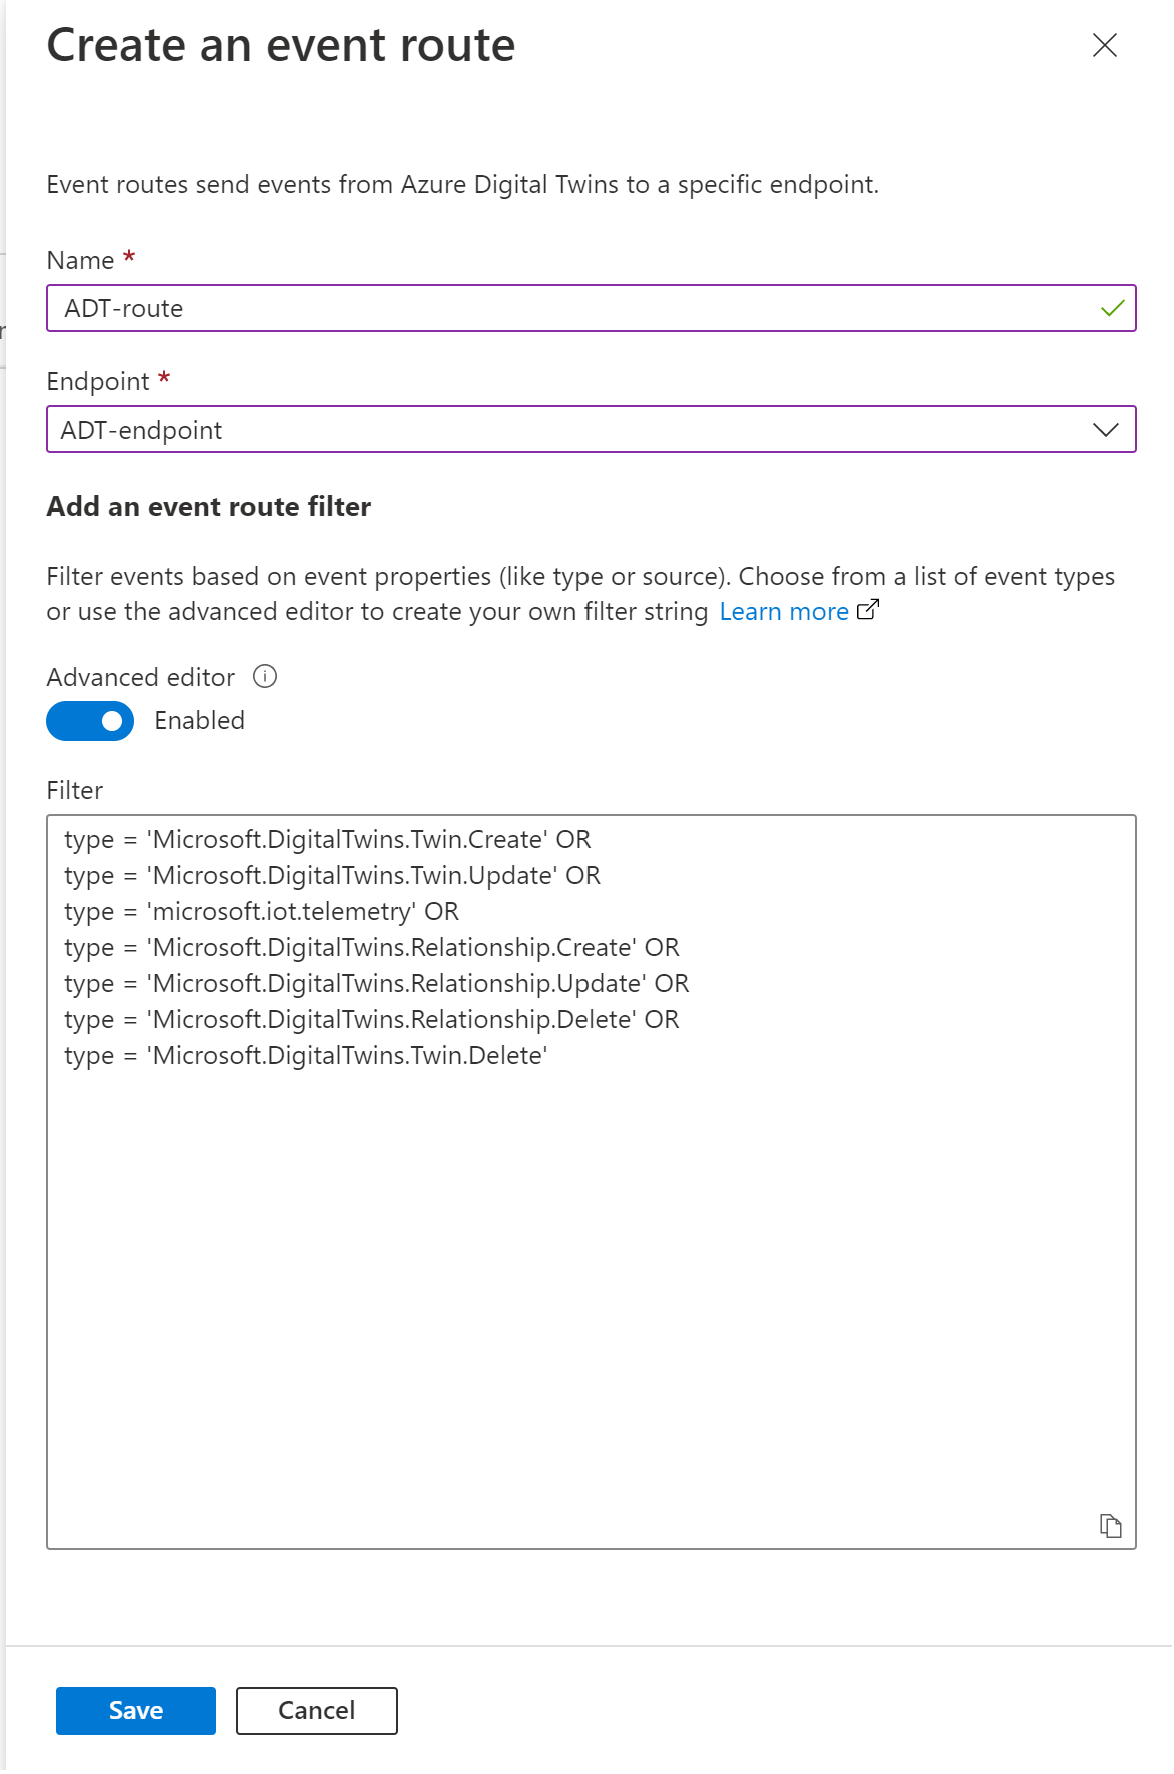 Create an event route
Event routes send events from Azure Digital Twins to a specific endpoint.
Name *
ADT-route
Endpoint *
ADT-endpoint
Add an event route filter
Filter events based on event properties (like type or source). Choose from a list of event types
or use the advanced editor to create your own filter string Learn more
Advanced editor
Enabled
Filter
type = 'Microsoft.DigitalTwins.Twin.Create' OR
type = 'Microsoft.DigitalTwins.Twin.Update' OR
type = 'microsoft.iot.telemetry' OR
type = 'Microsoft.DigitalTwins.Relationship.Create' OR
type = 'Microsoft.DigitalTwins.Relationship.Update' OR
type = 'Microsoft.DigitalTwins.Relationship.Delete' OR
type = 'Microsoft.DigitalTwins.Twin.Delete'
Save
Cancel